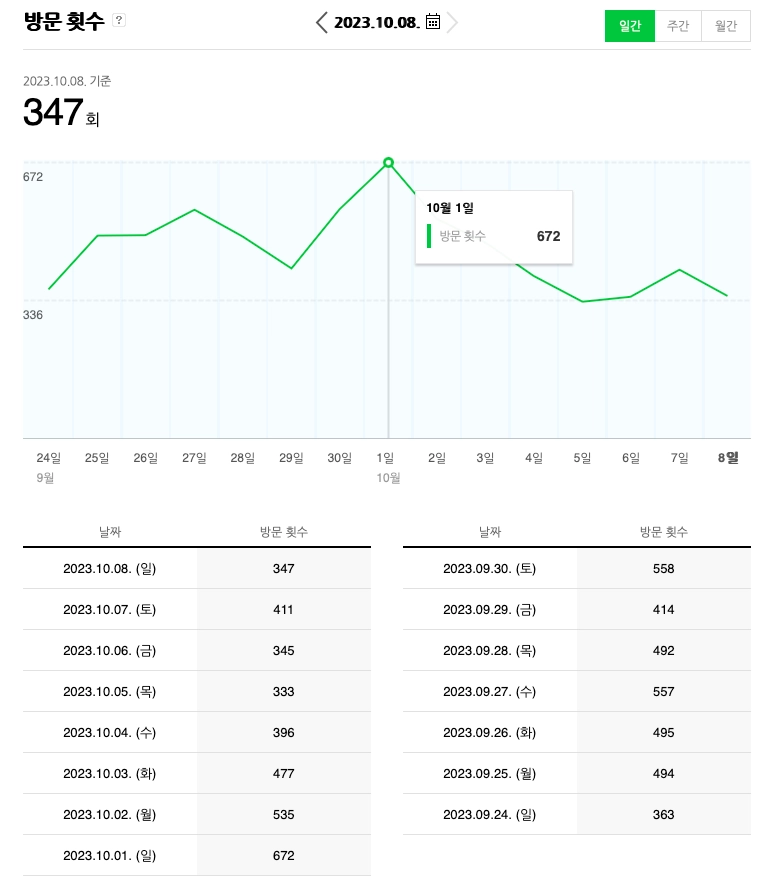 방문 횟수 ?
2023.10.08.
일간 주간 월간
2023.10.08. 기준
347 회
672
10월 1일
방문 횟수 672
336
24일 25일 26일 27일 28일 29일 30일 1일 2일 3일 4일 5일 6일 7일 8일
9월 10월
날짜 방문 횟수 날짜 방문 횟수
2023.10.08. (일) 347 2023.09.30. (토) 558
2023.10.07. (토) 411 2023.09.29. (금) 414
2023.10.06. (금) 345 2023.09.28. (목) 492
2023.10.05. (목) 333 2023.09.27. (수) 557
2023.10.04. (수) 396 2023.09.26. (화) 495
2023.10.03. (화) 477 2023.09.25. (월) 494
2023.10.02. (월) 535 2023.09.24. (일) 363
2023.10.01. (일) 672